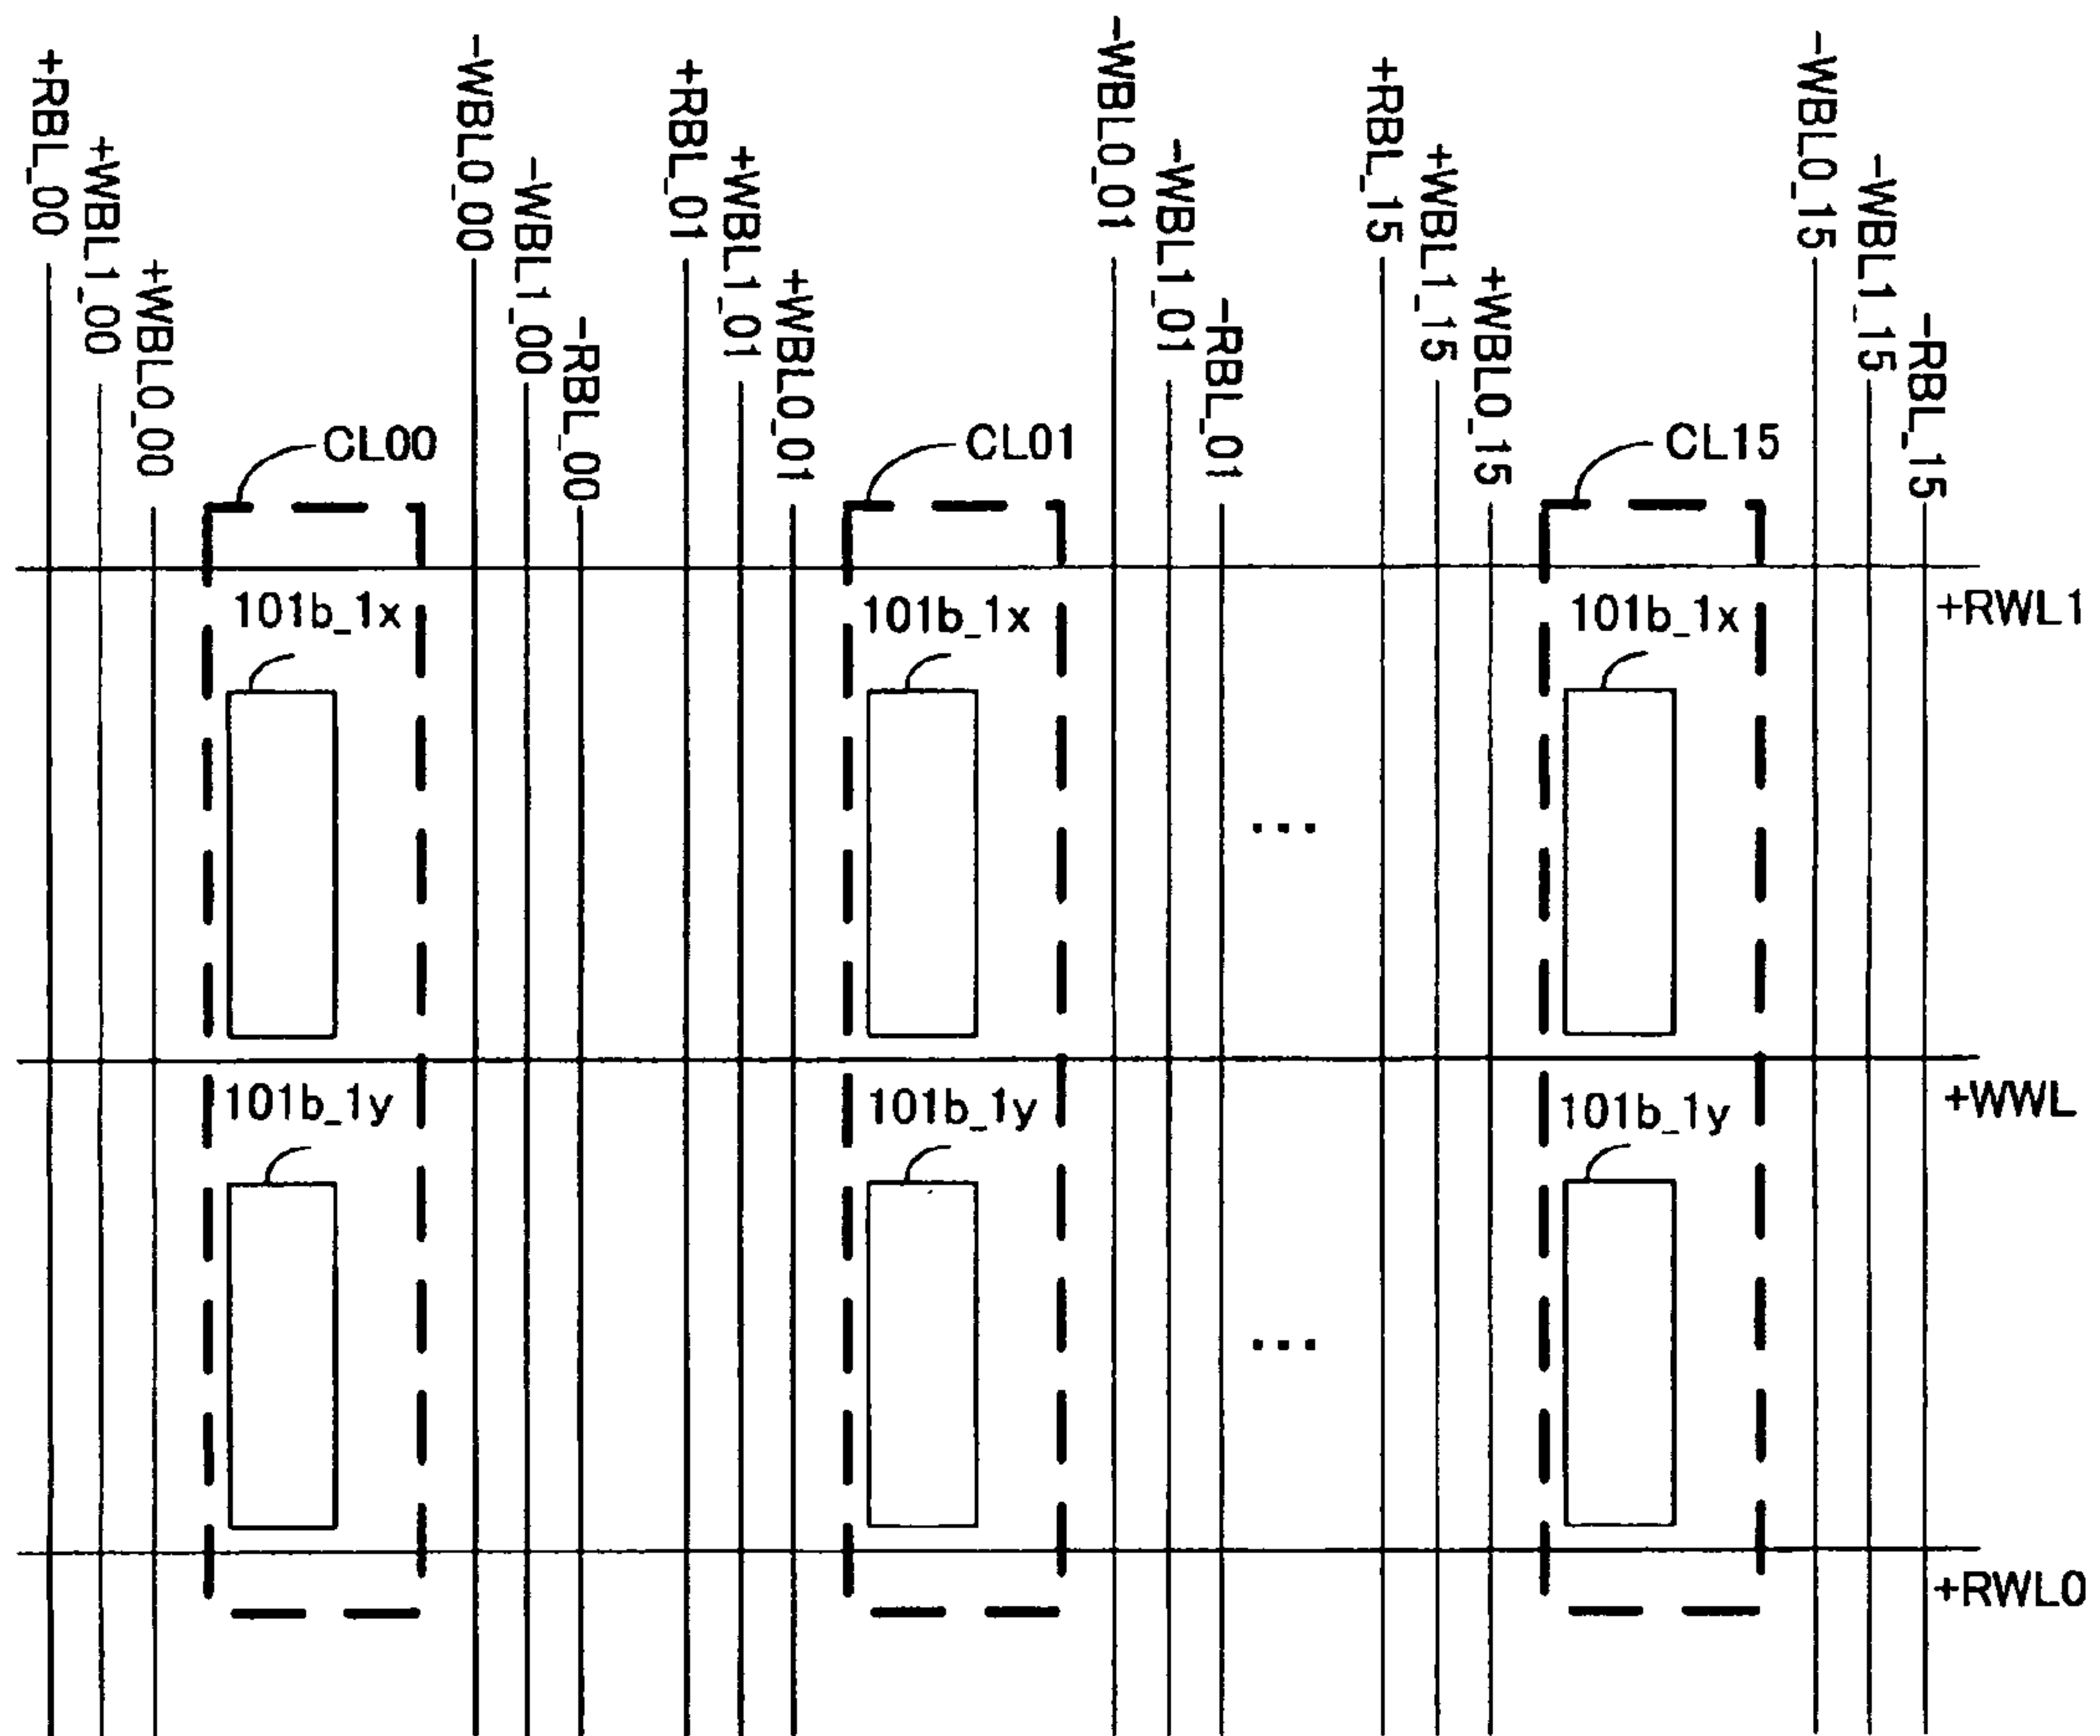 +RBL_00
+WBL1_00
+WBL0_00
-WBL0_00
-WBL1_00
-RBL_00
+RBL_01
+WBL1_01
+WBL0_01
-WBL0_01
-WBL1_01
-RBL_01
+RBL_15
+WBL1_15
+WBL0_15
-WBL0_15
-WBL1_15
-RBL_15
CL00
CL01
CL15
101b_1x
101b_1x
101b_1x
+RWL1
...
+WWL
101b_1y
101b_1y
101b_1y
...
+RWL0